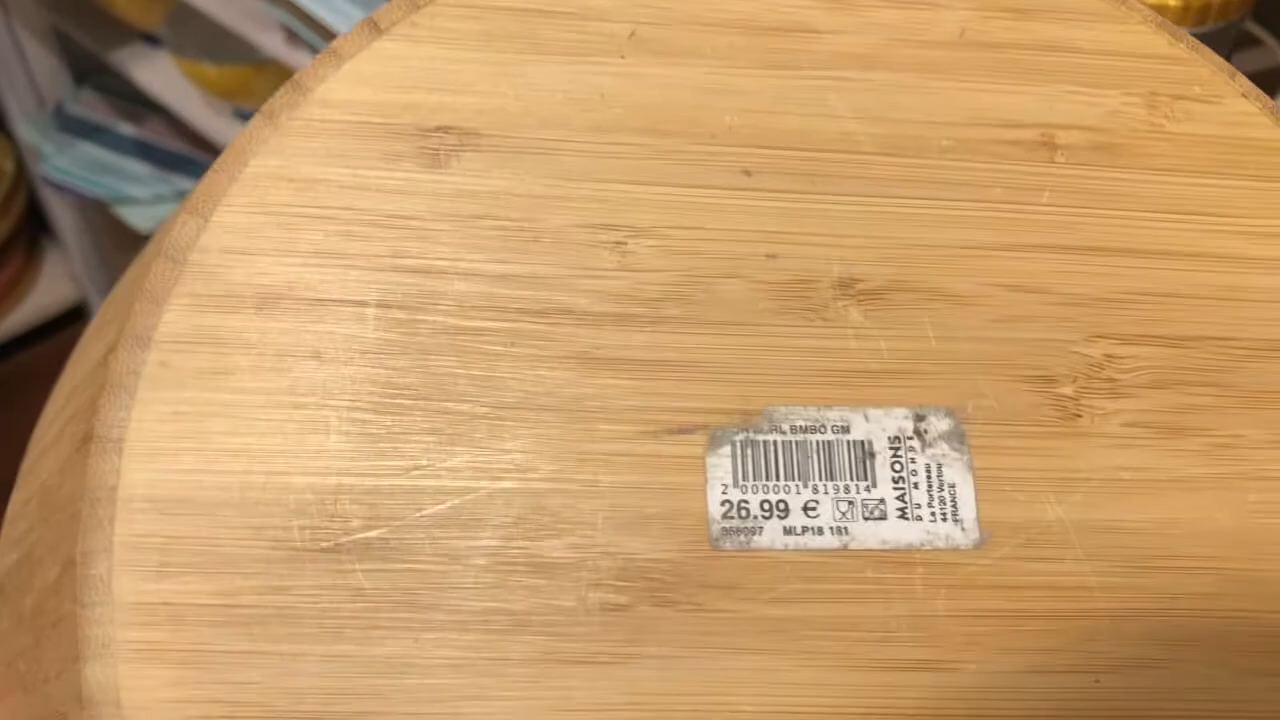 BMBO GM
2 000001 819814
26.99 €
MLP18 181
MAISONS
DU MONDE
Le Portereau
44120 Vertou
FRANCE